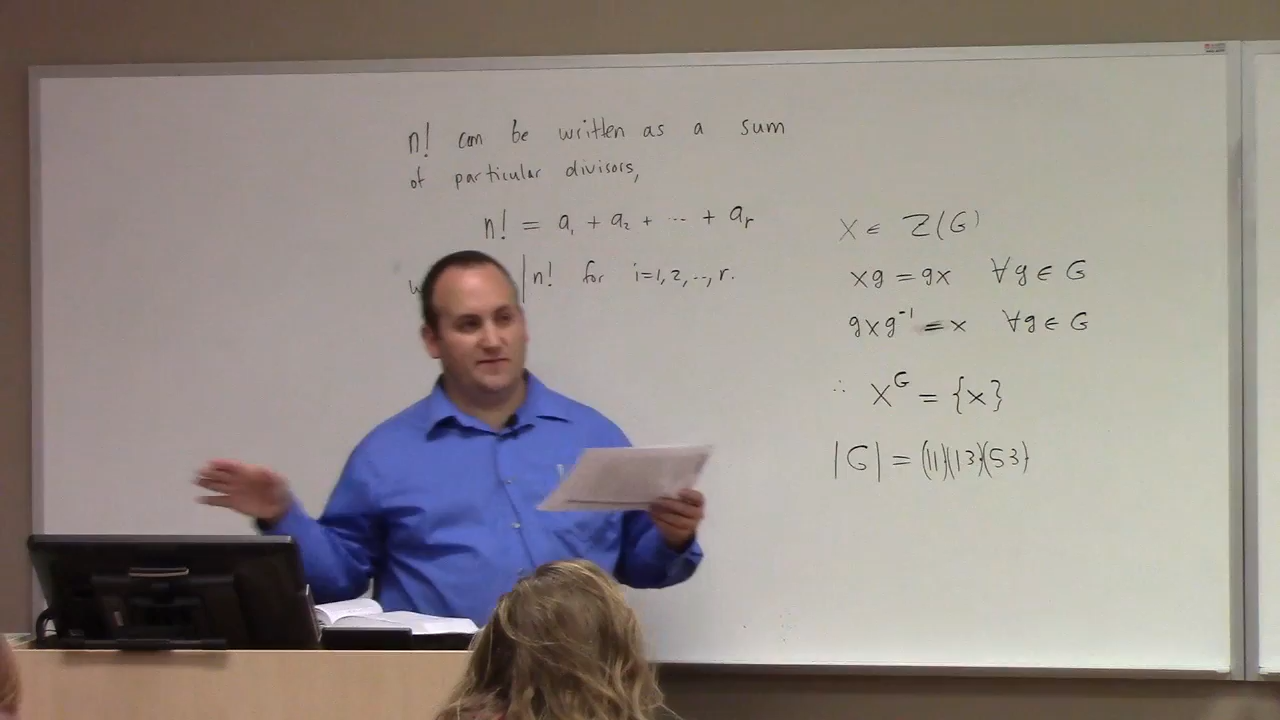 n! can be written as a sum
of particular divisors,
n! = a₁ + a₂ + ... + aᵣ
| n! for i=1,2,..,r.
x ∈ Z(G)
xg = gx ∀g ∈ G
gxg⁻¹ = x ∀g ∈ G
∴ x^G = {x}
|G| = (11)(13)(53)